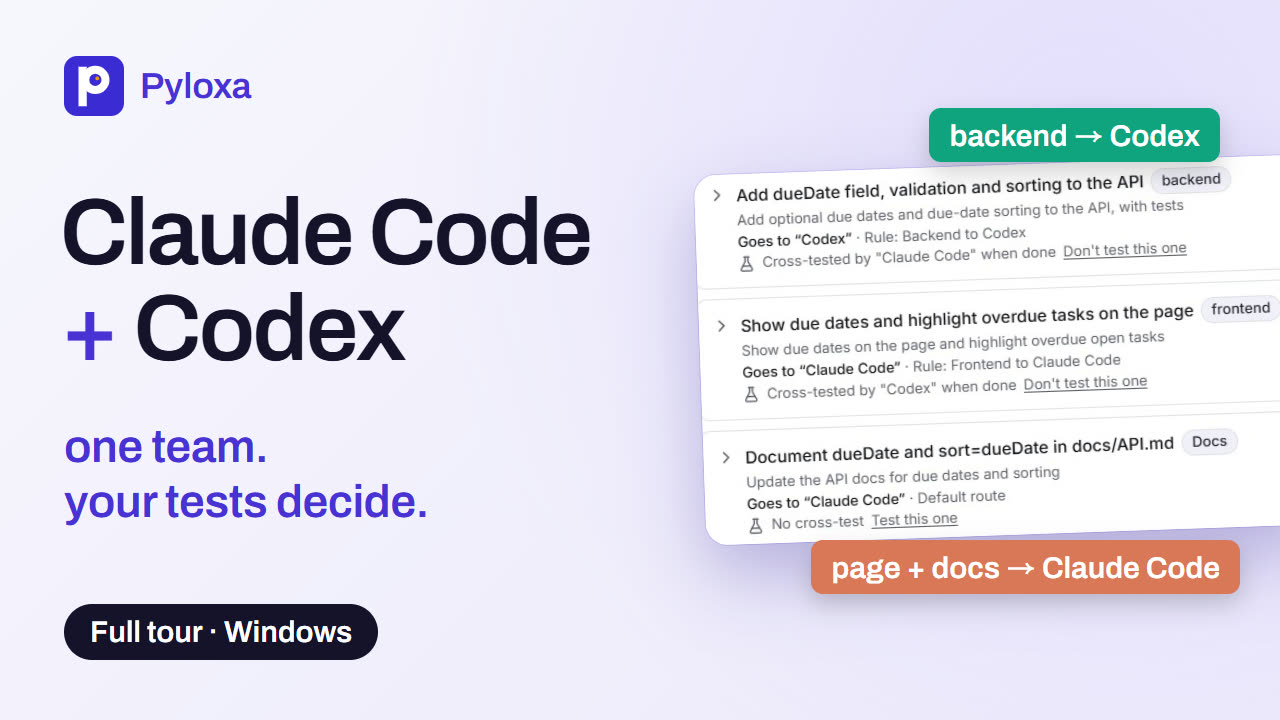 Pyloxa
Claude Code
+ Codex
one team.
your tests decide.
Full tour · Windows
backend → Codex
Add dueDate field, validation and sorting to the API backend
Add optional due dates and due-date sorting to the API, with tests
Goes to “Codex” · Rule: Backend to Codex
Cross-tested by "Claude Code" when done Don't test this one
Show due dates and highlight overdue tasks on the page frontend
Show due dates on the page and highlight overdue open tasks
Goes to “Claude Code” · Rule: Frontend to Claude Code
Cross-tested by "Codex" when done Don't test this one
Document dueDate and sort=dueDate in docs/API.md Docs
Update the API docs for due dates and sorting
Goes to “Claude Code” · Default route
No cross-test Test this one
page + docs → Claude Code